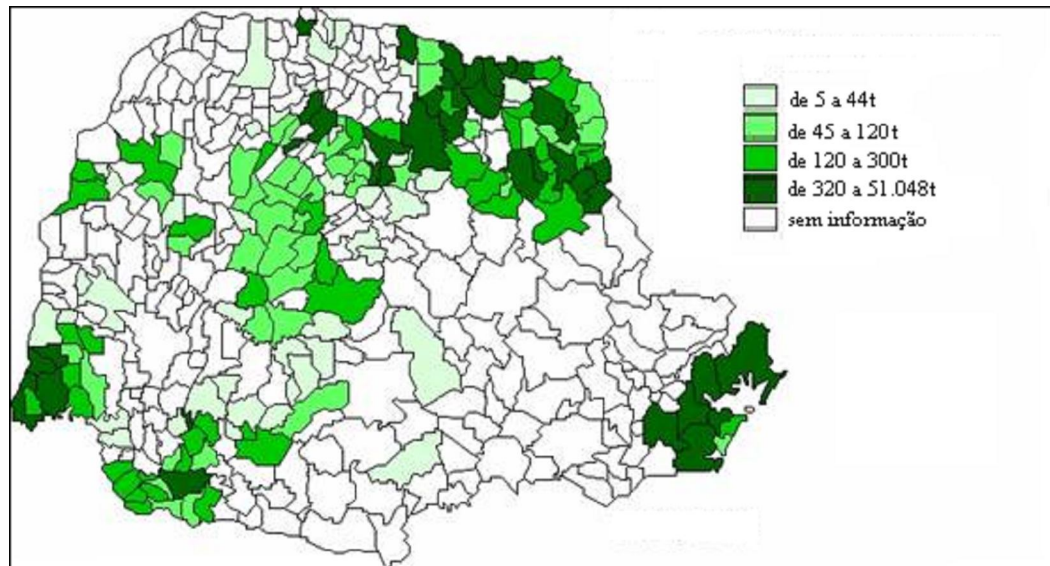 de 5 a 44t
de 45 a 120t
de 120 a 300t
de 320 a 51.048t
sem informação